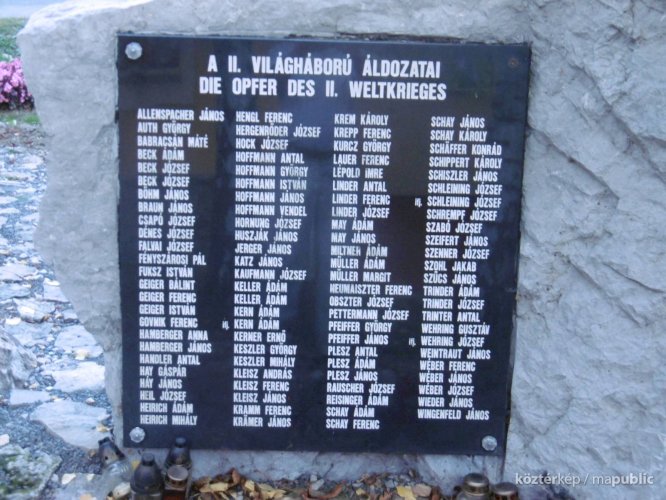 A II. VILÁGHÁBORÚ ÁLDOZATAI
DIE OPFER DES II. WELTKRIEGES
ALLENSPACHER JÁNOS
AUTH GYÖRGY
BABRACSÁN MÁTÉ
BECK ÁDÁM
BECK JÓZSEF
BECK JÓZSEF
BÖHM JÁNOS
BRAUN JÁNOS
CSAPÓ JÓZSEF
DÉNES JÓZSEF
FALVAI JÓZSEF
FÉNYSZÁROSI PÁL
FUKSZ ISTVÁN
GEIGER BÁLINT
GEIGER FERENC
GEIGER ISTVÁN
GOVNIK FERENC
HAMBERGER ANNA
HAMBERGER JÁNOS
HANDLER ANTAL
HAY GÁSPÁR
HÁY JÁNOS
HEIL JÓZSEF
HEIRICH ÁDÁM
HEIRICH MIHÁLY
HENGL FERENC
HERGENRÖDER JÓZSEF
HOCK JÓZSEF
HOFFMANN ANTAL
HOFFMANN GYÖRGY
HOFFMANN ISTVÁN
HOFFMANN JÁNOS
HOFFMANN VENDEL
HORNUNG JÓZSEF
HUSZJÁK JÁNOS
JERGER JÁNOS
KATZ JÁNOS
KAUFMANN JÓZSEF
KELLER ÁDÁM
KELLER ÁDÁM
KERN ÁDÁM
ifj. KERN ÁDÁM
KERNER ERNŐ
KESZLER GYÖRGY
KESZLER MIHÁLY
KLEISZ ANDRÁS
KLEISZ FERENC
KLEISZ JÁNOS
KRAMM FERENC
KRÄMER JÁNOS
KREM KÁROLY
KREPP FERENC
KURCZ GYÖRGY
LAUER FERENC
LÉPOLD IMRE
LINDER ANTAL
LINDER FERENC
LINDER JÓZSEF
MAY ÁDÁM
MAY JÁNOS
MILTNER ÁDÁM
MÜLLER ÁDÁM
MÜLLER MARGIT
NEUMAISZTER FERENC
OBSZTER JÓZSEF
PETTERMANN JÓZSEF
PFEIFFER GYÖRGY
PFEIFFER JÁNOS
PLESZ ANTAL
PLESZ ÁDÁM
PLESZ JÁNOS
RAUSCHER JÓZSEF
REISINGER ÁDÁM
SCHAY ÁDÁM
SCHAY FERENC
SCHAY JÁNOS
SCHAY KÁROLY
SCHÄFFER KONRÁD
SCHIPPERT KÁROLY
SCHISZLER JÁNOS
SCHLEINING JÓZSEF
ifj. SCHLEINING JÓZSEF
SCHREMPF JÓZSEF
SZABÓ JÓZSEF
SZEIFERT JÁNOS
SZENNER JÓZSEF
SZOHL JAKAB
SZŰCS JÁNOS
TRINDER ÁDÁM
TRINDER JÓZSEF
TRINTER ANTAL
WEHRING GUSZTÁV
ifj. WEHRING JÓZSEF
WEINTRAUT JÁNOS
WÉBER FERENC
WÉBER JÁNOS
WÉBER JÓZSEF
WIEDER JÁNOS
WINGENFELD JÁNOS
köztérkép / mapublic